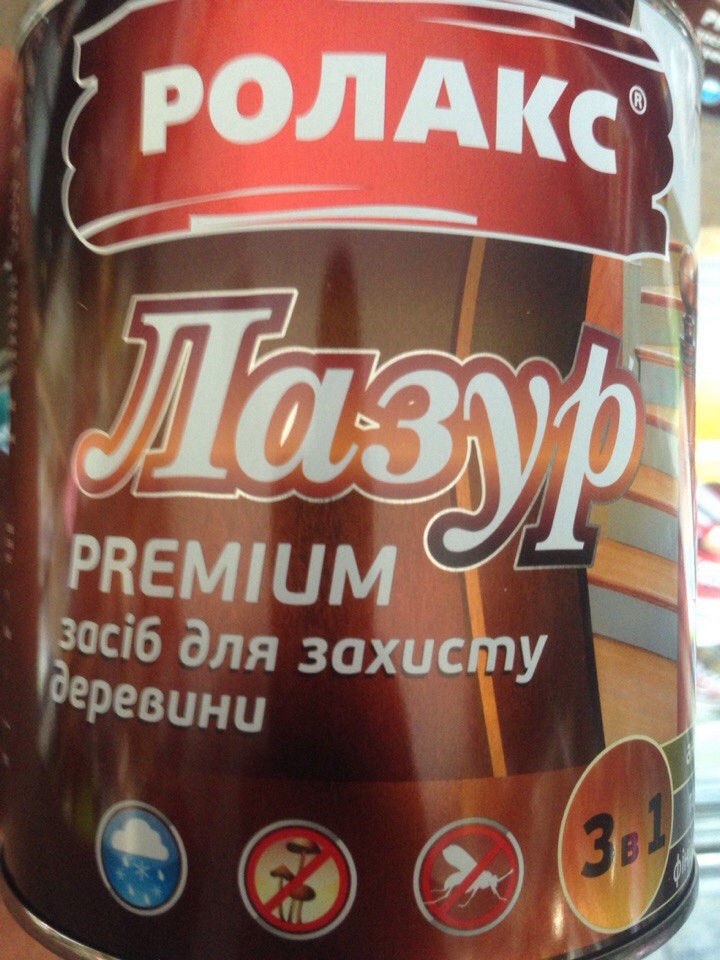 РОЛАКС®
Лазур
PREMIUM
засіб для захисту
деревини
3 в 1